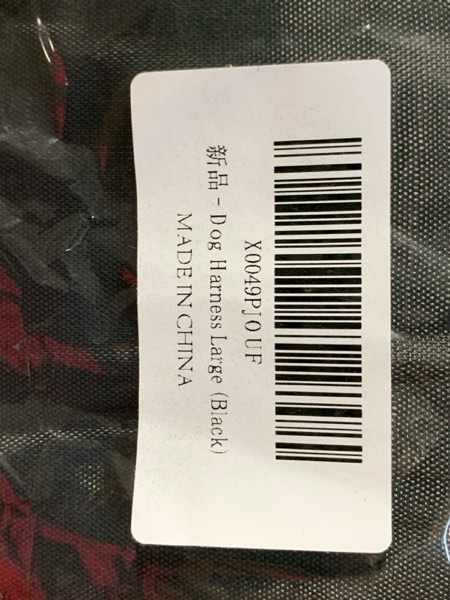 X0049PJ0UF
新品 - Dog Harness Large (Black)
MADE IN CHINA